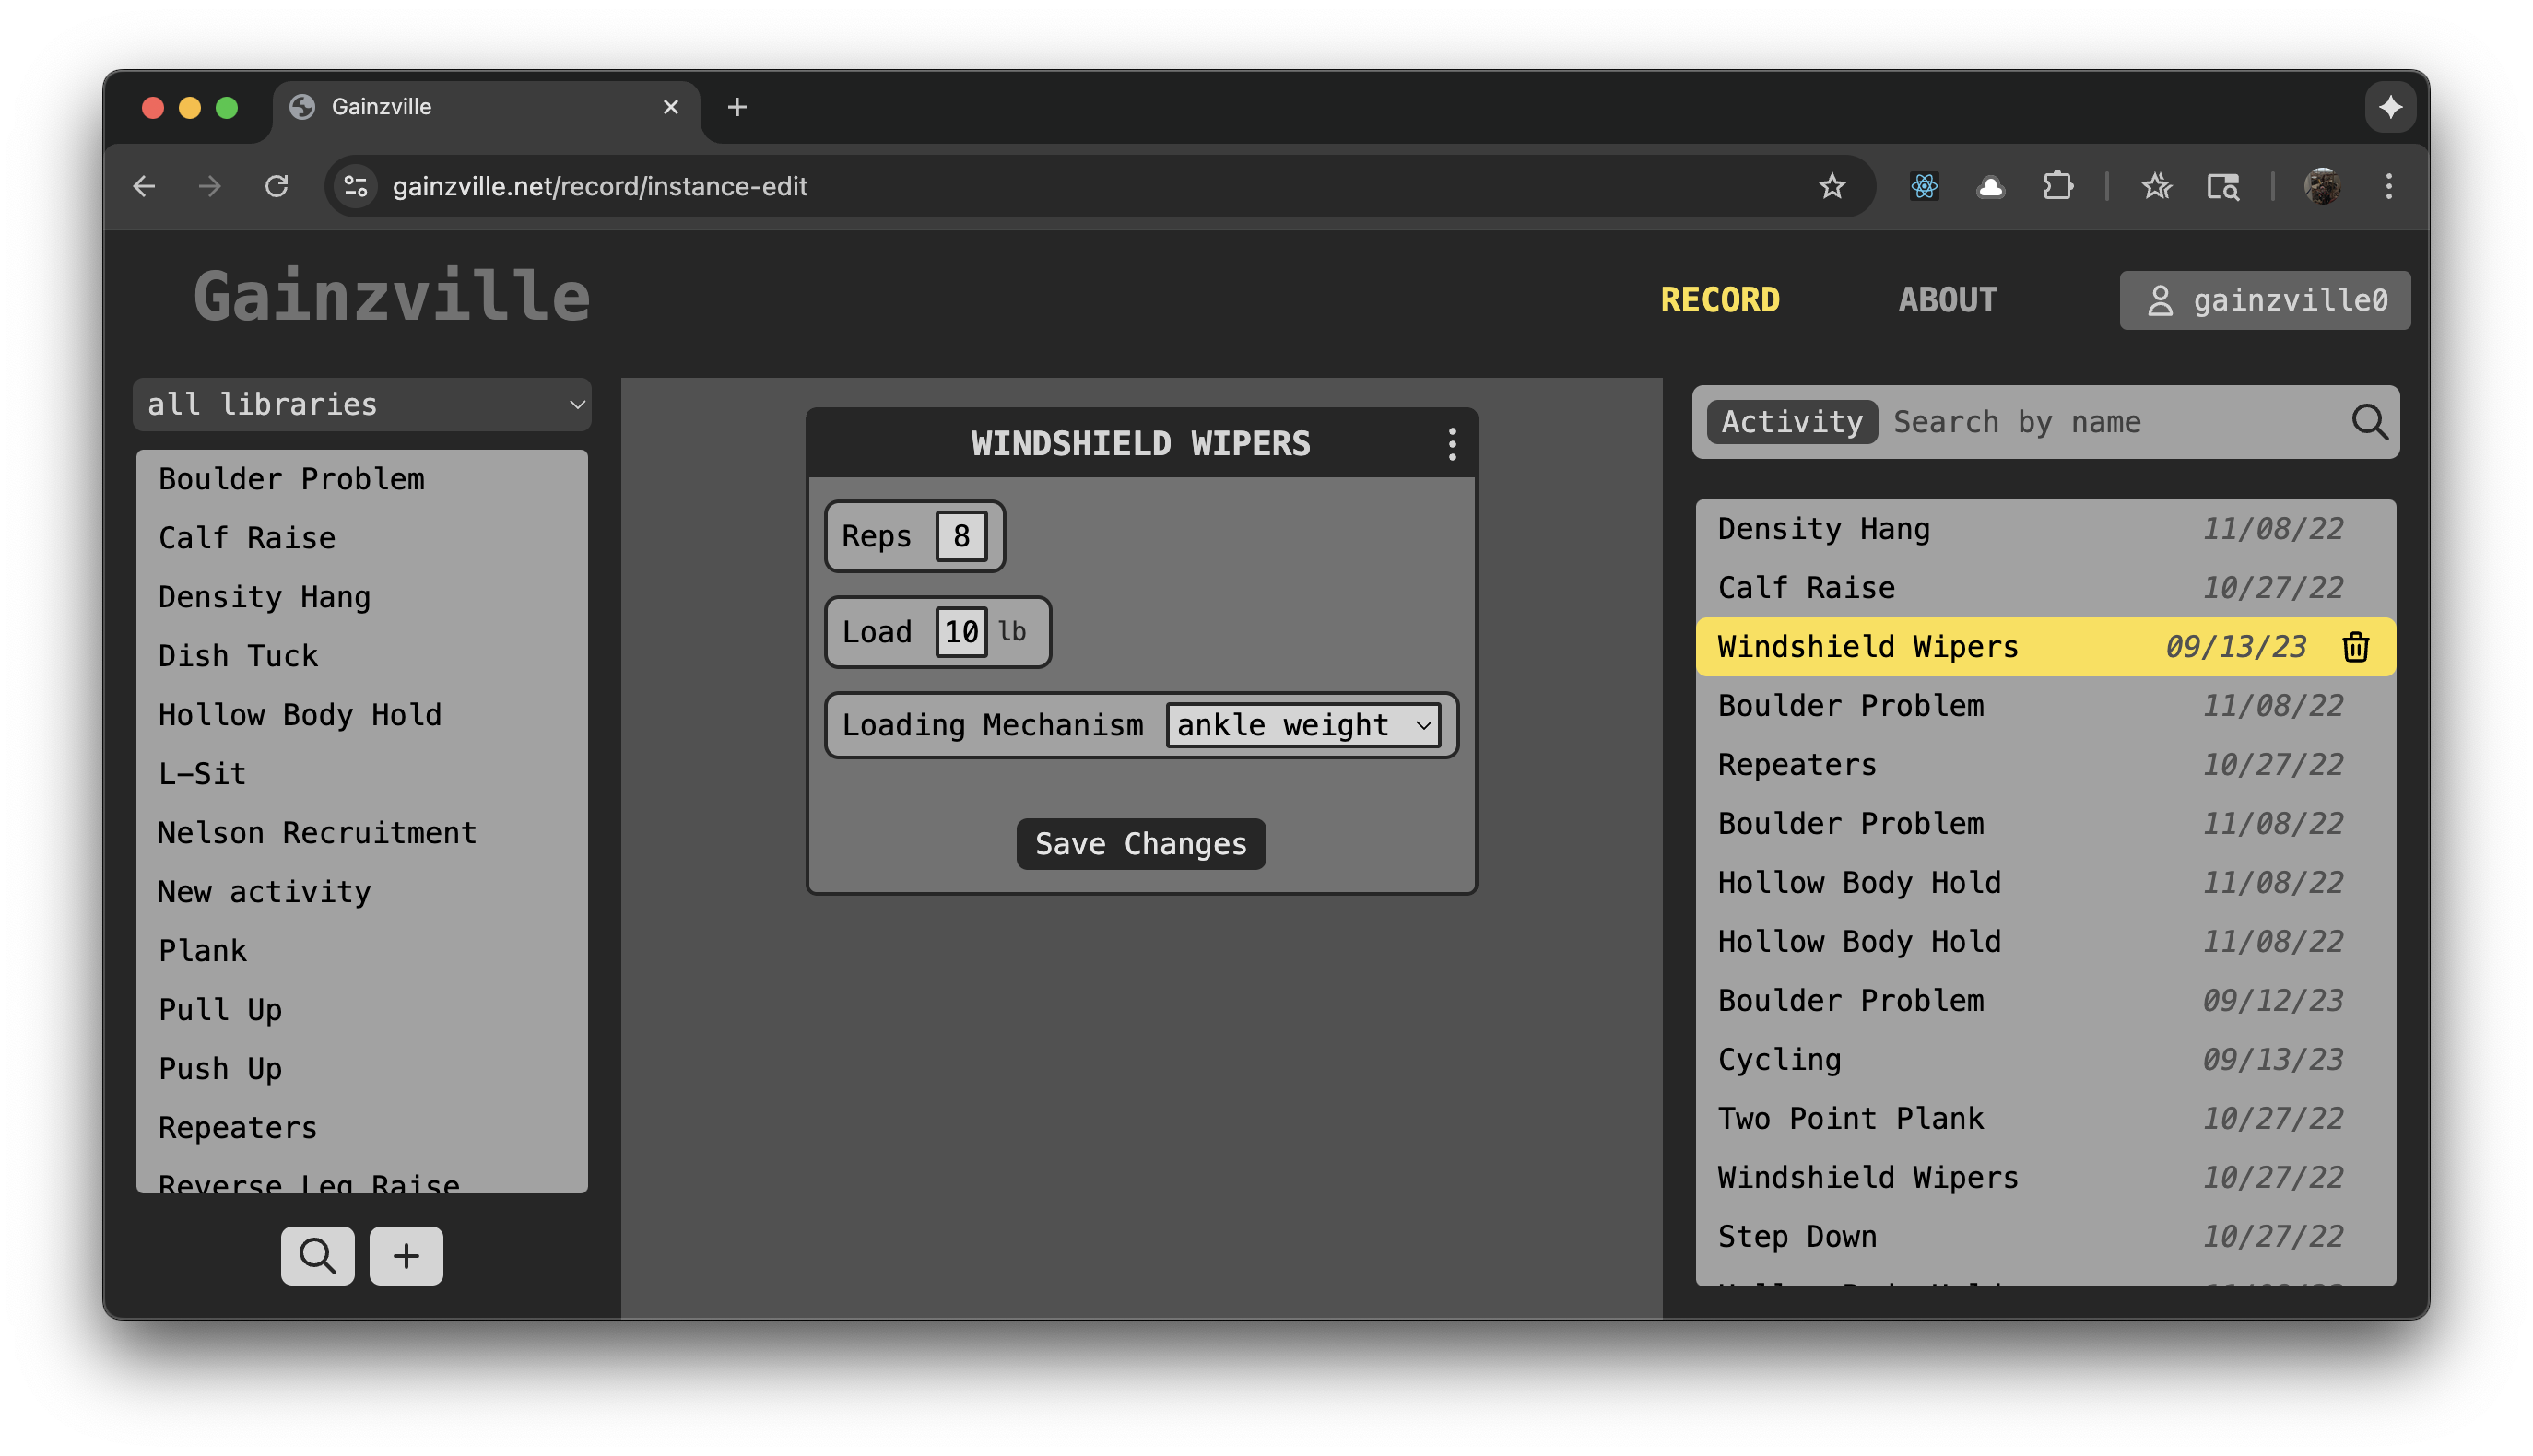 Gainzville
gainzville.net/record/instance-edit
Gainzville
RECORD
ABOUT
gainzville0
all libraries
Boulder Problem
Calf Raise
Density Hang
Dish Tuck
Hollow Body Hold
L-Sit
Nelson Recruitment
New activity
Plank
Pull Up
Push Up
Repeaters
Reverse Leg Raise
WINDSHIELD WIPERS
Reps 8
Load 10 lb
Loading Mechanism ankle weight
Save Changes
Activity Search by name
Density Hang 11/08/22
Calf Raise 10/27/22
Windshield Wipers 09/13/23
Boulder Problem 11/08/22
Repeaters 10/27/22
Boulder Problem 11/08/22
Hollow Body Hold 11/08/22
Hollow Body Hold 11/08/22
Boulder Problem 09/12/23
Cycling 09/13/23
Two Point Plank 10/27/22
Windshield Wipers 10/27/22
Step Down 10/27/22